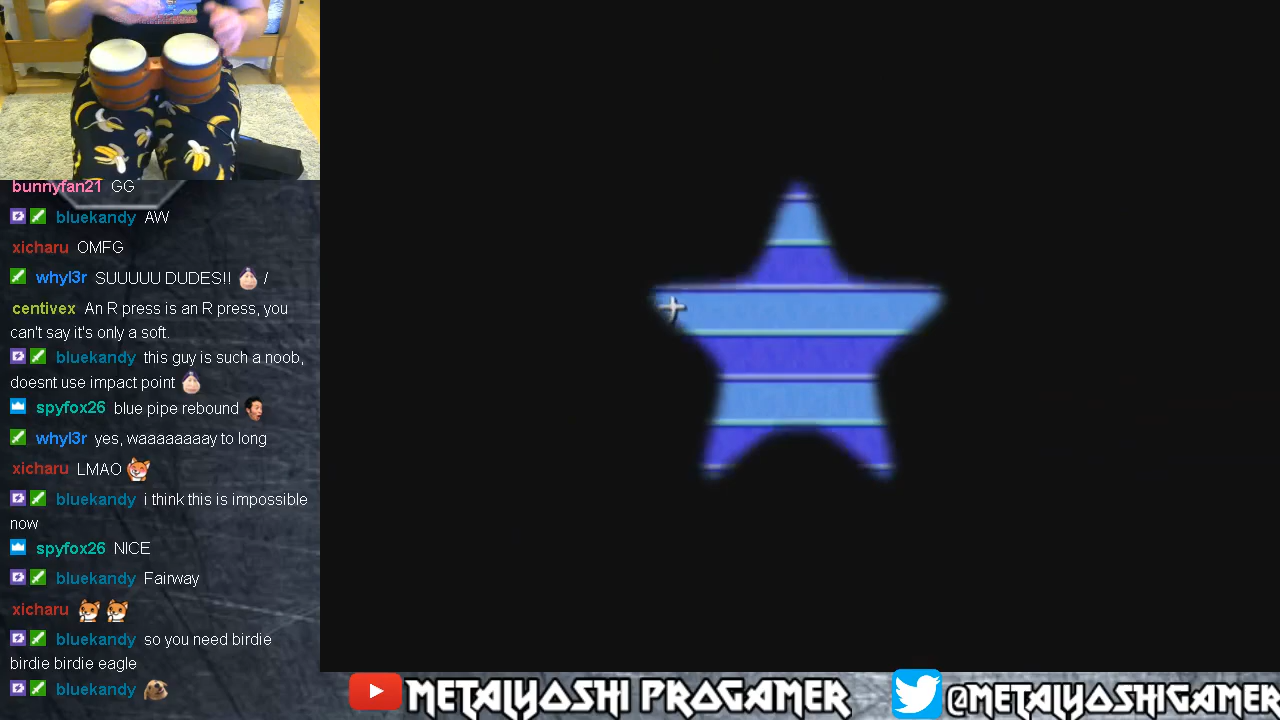 bunnyfan21 GG
bluekandy AW
xicharu OMFG
whyl3r SUUUUU DUDES!! /
centivex An R press is an R press, you
can't say it's only a soft.
bluekandy this guy is such a noob,
doesnt use impact point
spyfox26 blue pipe rebound
whyl3r yes, waaaaaaaay to long
xicharu LMAO
bluekandy i think this is impossible
now
spyfox26 NICE
bluekandy Fairway
xicharu
bluekandy so you need birdie
birdie birdie eagle
bluekandy
METALYOSHI PROGAMER
@METALYOSHIGAMER